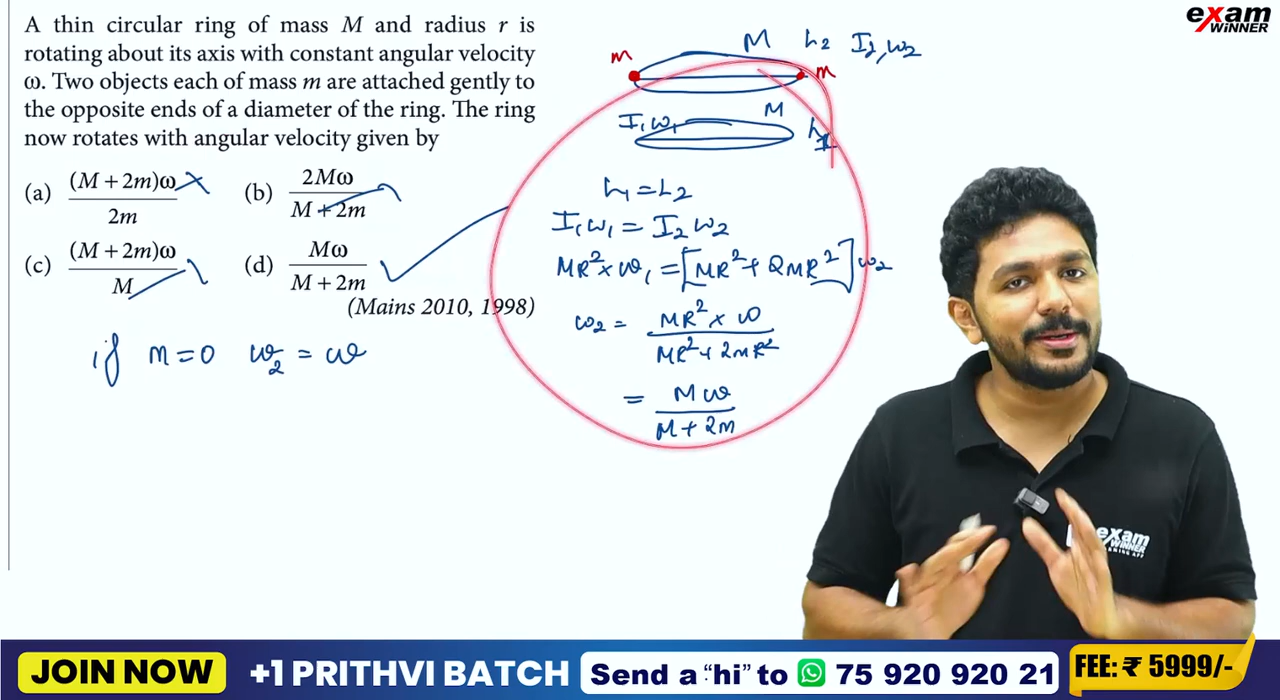 A thin circular ring of mass M and radius r is
rotating about its axis with constant angular velocity
ω. Two objects each of mass m are attached gently to
the opposite ends of a diameter of the ring. The ring
now rotates with angular velocity given by
(a) (M + 2m)ω / 2m (b) 2Mω / M + 2m
(c) (M + 2m)ω / M (d) Mω / M + 2m
(Mains 2010, 1998)
if m = 0 ω₂ = ω
m M L₂ I₂, ω₂
m
I₁ω₁ M L₁
L₁ = L₂
I₁ω₁ = I₂ω₂
MR² × ω₁ = [MR² + 2MR²] ω₂
ω₂ = MR² × ω / MR² + 2mR²
= Mω / M + 2m
exam
WiNNER
exam
WiNNER
LEARNING APP
JOIN NOW +1 PRITHVI BATCH Send a “hi” to 75 920 920 21 FEE: ₹ 5999/-